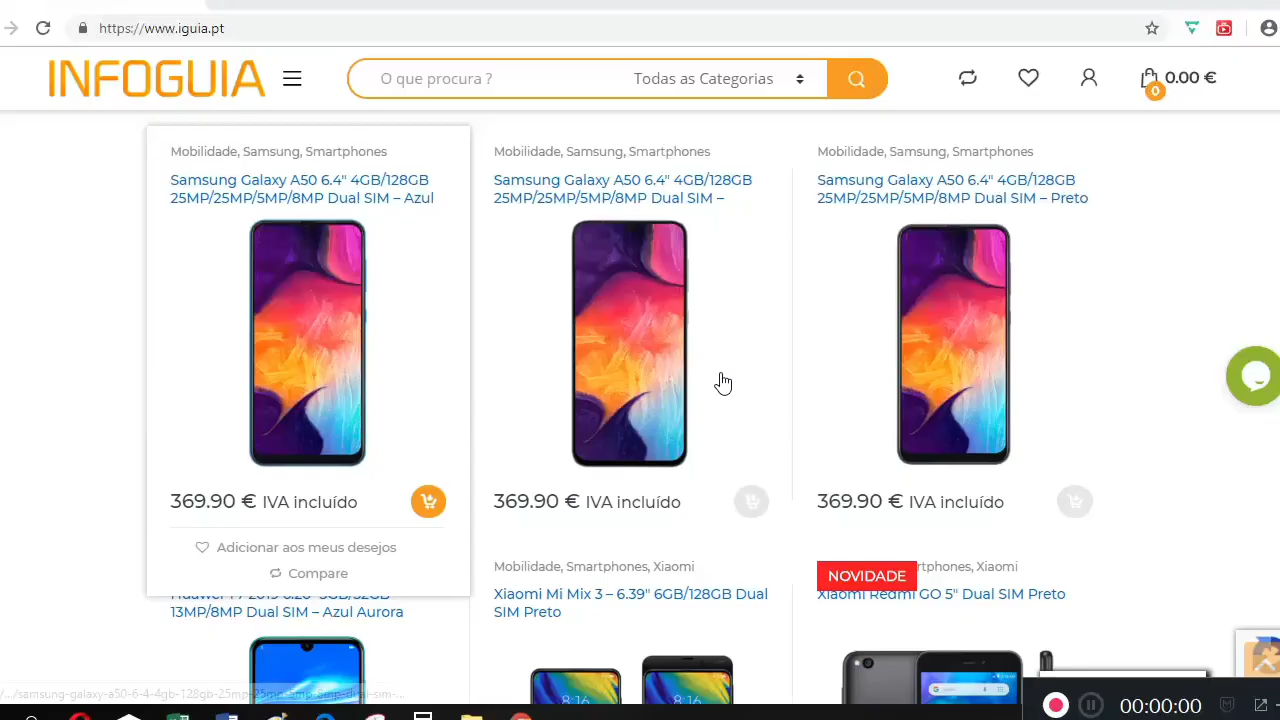 https://www.iguia.pt
INFOGUIA
O que procura ?
Todas as Categorias
0
0.00 €
Mobilidade, Samsung, Smartphones
Samsung Galaxy A50 6.4" 4GB/128GB
25MP/25MP/5MP/8MP Dual SIM – Azul
369.90 € IVA incluído
Adicionar aos meus desejos
Compare
Mobilidade, Samsung, Smartphones
Samsung Galaxy A50 6.4" 4GB/128GB
25MP/25MP/5MP/8MP Dual SIM –
369.90 € IVA incluído
Mobilidade, Samsung, Smartphones
Samsung Galaxy A50 6.4" 4GB/128GB
25MP/25MP/5MP/8MP Dual SIM – Preto
369.90 € IVA incluído
13MP/8MP Dual SIM – Azul Aurora
Mobilidade, Smartphones, Xiaomi
Xiaomi Mi Mix 3 – 6.39" 6GB/128GB Dual
SIM Preto
8:16
8:16
NOVIDADE
rtphones, Xiaomi
Xiaomi Redmi GO 5" Dual SIM Preto
00:00:00